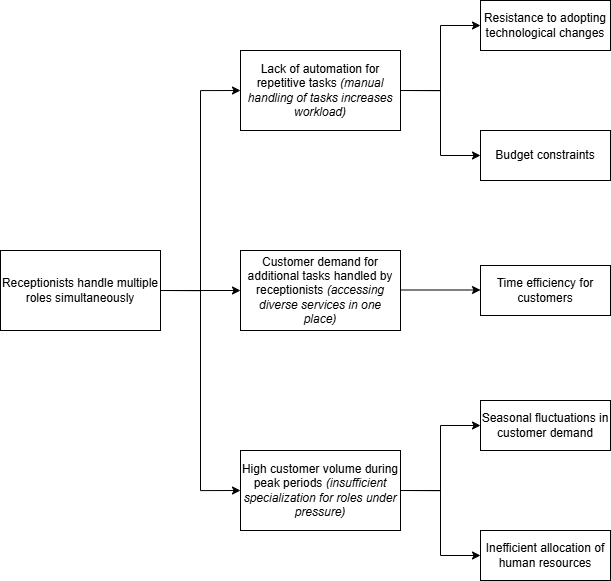 Receptionists handle multiple
roles simultaneously
Lack of automation for
repetitive tasks (manual
handling of tasks increases
workload)
Resistance to adopting
technological changes
Budget constraints
Customer demand for
additional tasks handled by
receptionists (accessing
diverse services in one
place)
Time efficiency for
customers
High customer volume during
peak periods (insufficient
specialization for roles under
pressure)
Seasonal fluctuations in
customer demand
Inefficient allocation of
human resources